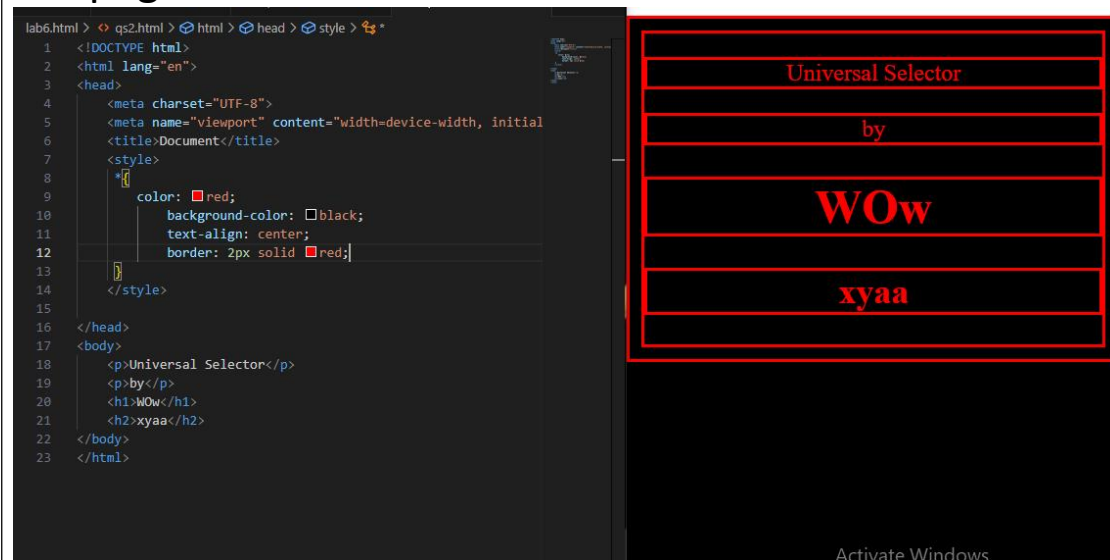 lab6.html > qs2.html > html > head > style > *
1 <!DOCTYPE html>
2 <html lang="en">
3 <head>
4 <meta charset="UTF-8">
5 <meta name="viewport" content="width=device-width, initial
6 <title>Document</title>
7 <style>
8 *{
9 color: red;
10 background-color: black;
11 text-align: center;
12 border: 2px solid red;
13 }
14 </style>
15
16 </head>
17 <body>
18 <p>Universal Selector</p>
19 <p>by</p>
20 <h1>WOw</h1>
21 <h2>xyaa</h2>
22 </body>
23 </html>
Universal Selector
by
WOw
xyaa
Activate Windows